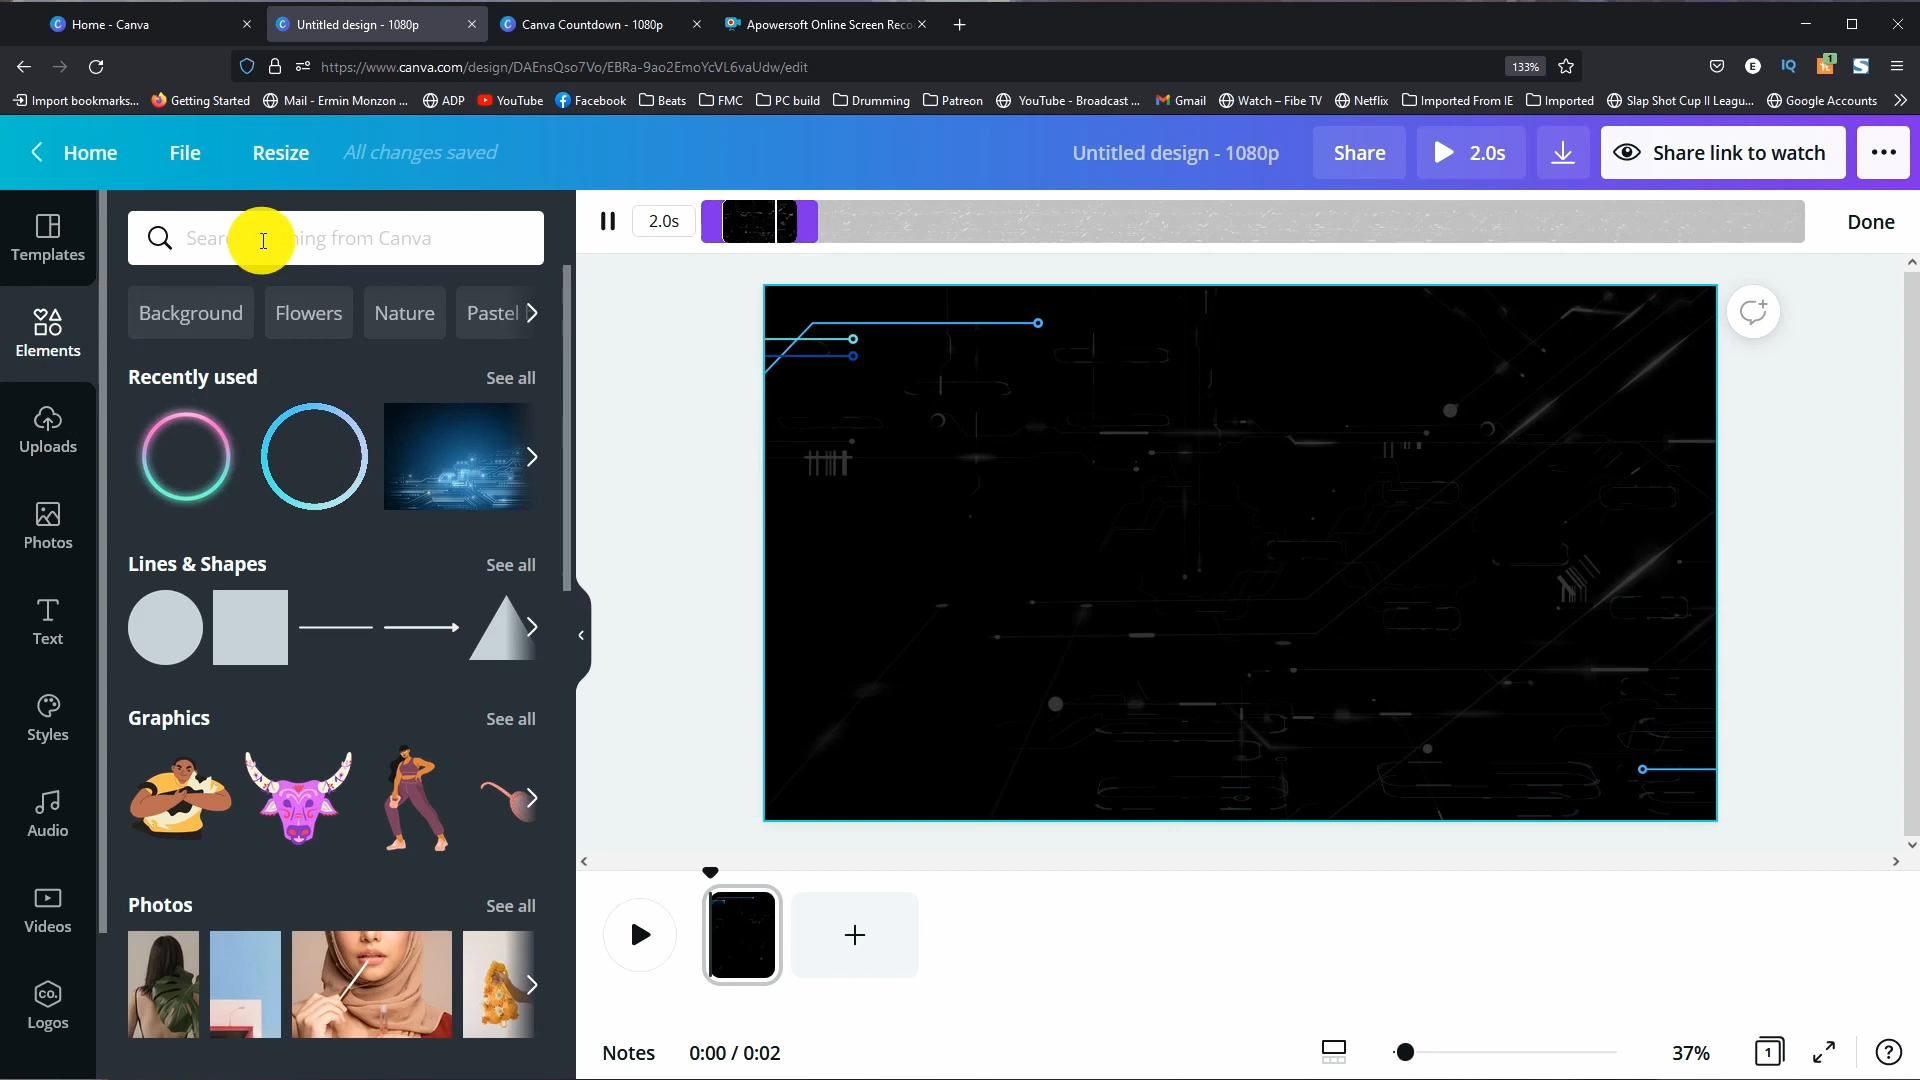 Home - Canva
Untitled design - 1080p
Canva Countdown - 1080p
Apowersoft Online Screen Reco
https://www.canva.com/design/DAEnsQso7Vo/EBRa-9ao2EmoYcVL6vaUdw/edit
133%
Import bookmarks...
Getting Started
Mail - Ermin Monzon ...
ADP
YouTube
Facebook
Beats
FMC
PC build
Drumming
Patreon
YouTube - Broadcast ...
Gmail
Watch – Fibe TV
Netflix
Imported From IE
Imported
Slap Shot Cup II Leagu...
Google Accounts
Home
File
Resize
All changes saved
Untitled design - 1080p
Share
2.0s
Share link to watch
Templates
Elements
Uploads
Photos
Text
Styles
Audio
Videos
co.
Logos
from Canva
Background
Flowers
Nature
Pastel
Recently used
See all
Lines & Shapes
See all
Graphics
See all
Photos
See all
2.0s
Done
Notes
0:00 / 0:02
37%
1